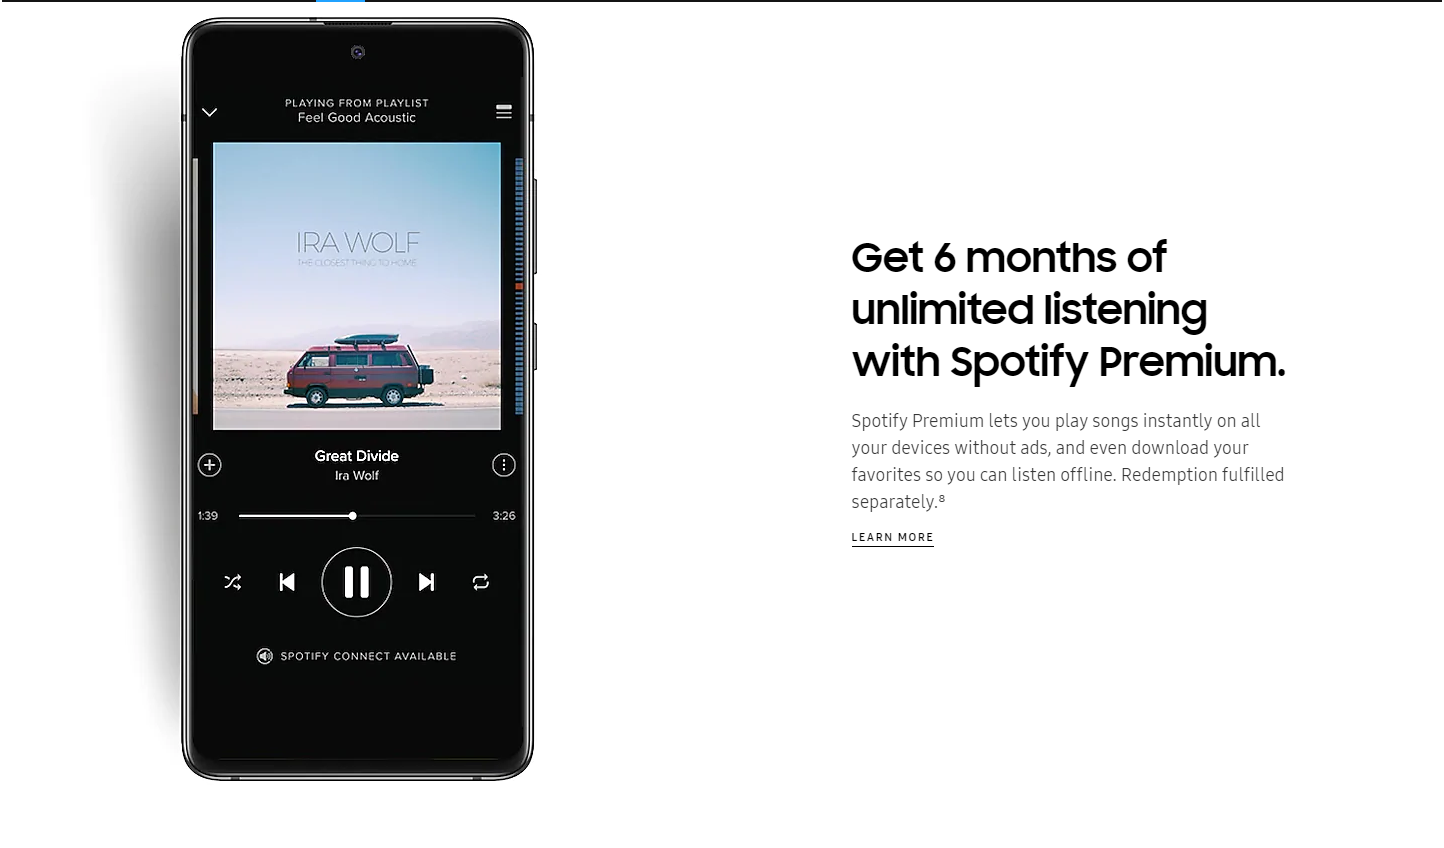 PLAYING FROM PLAYLIST
Feel Good Acoustic
IRA WOLF
THE CLOSEST THING TO HOME
Great Divide
Ira Wolf
1:39
3:26
SPOTIFY CONNECT AVAILABLE
Get 6 months of
unlimited listening
with Spotify Premium.
Spotify Premium lets you play songs instantly on all
your devices without ads, and even download your
favorites so you can listen offline. Redemption fulfilled
separately.⁸
LEARN MORE